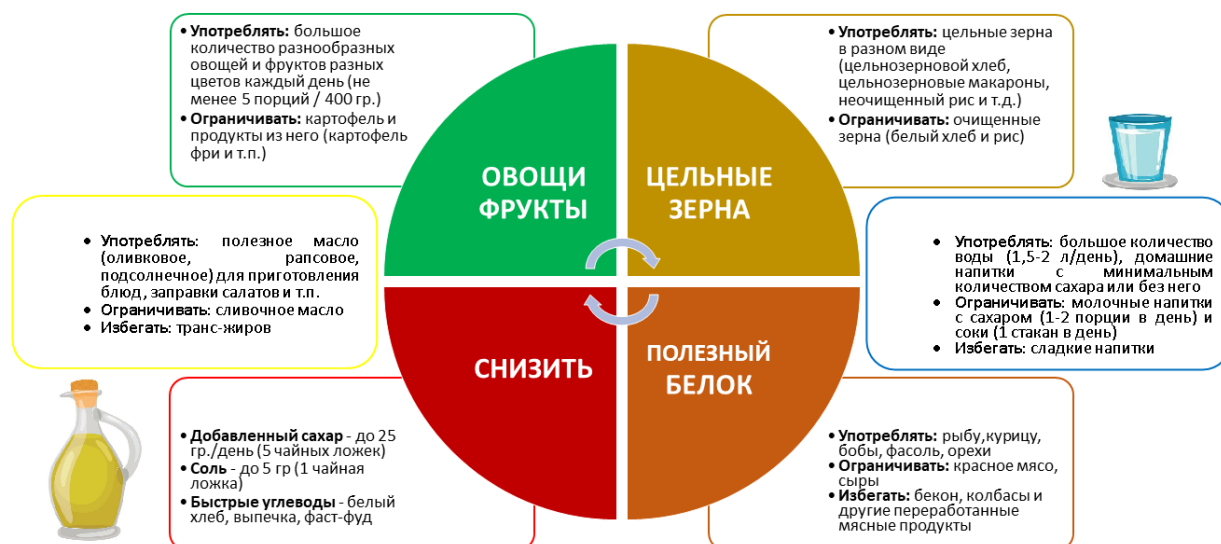 • Употреблять: большое
количество разнообразных
овощей и фруктов разных
цветов каждый день (не
менее 5 порций / 400 гр.)
• Ограничивать: картофель и
продукты из него (картофель
фри и т.п.)
• Употреблять: цельные зерна
в разном виде
(цельнозерновой хлеб,
цельнозерновые макароны,
неочищенный рис и т.д.)
• Ограничивать: очищенные
зерна (белый хлеб и рис)
ОВОЩИ
ФРУКТЫ
ЦЕЛЬНЫЕ
ЗЕРНА
• Употреблять: полезное масло
(оливковое, рапсовое,
подсолнечное) для приготовления
блюд, заправки салатов и т.п.
• Ограничивать: сливочное масло
• Избегать: транс-жиров
• Употреблять: большое количество
воды (1,5-2 л/день), домашние
напитки с минимальным
количеством сахара или без него
• Ограничивать: молочные напитки
с сахаром (1-2 порции в день) и
соки (1 стакан в день)
• Избегать: сладкие напитки
СНИЗИТЬ
ПОЛЕЗНЫЙ
БЕЛОК
• Добавленный сахар - до 25
гр./день (5 чайных ложек)
• Соль - до 5 гр (1 чайная
ложка)
• Быстрые углеводы - белый
хлеб, выпечка, фаст-фуд
• Употреблять: рыбу,курицу,
бобы, фасоль, орехи
• Ограничивать: красное мясо,
сыры
• Избегать: бекон, колбасы и
другие переработанные
мясные продукты